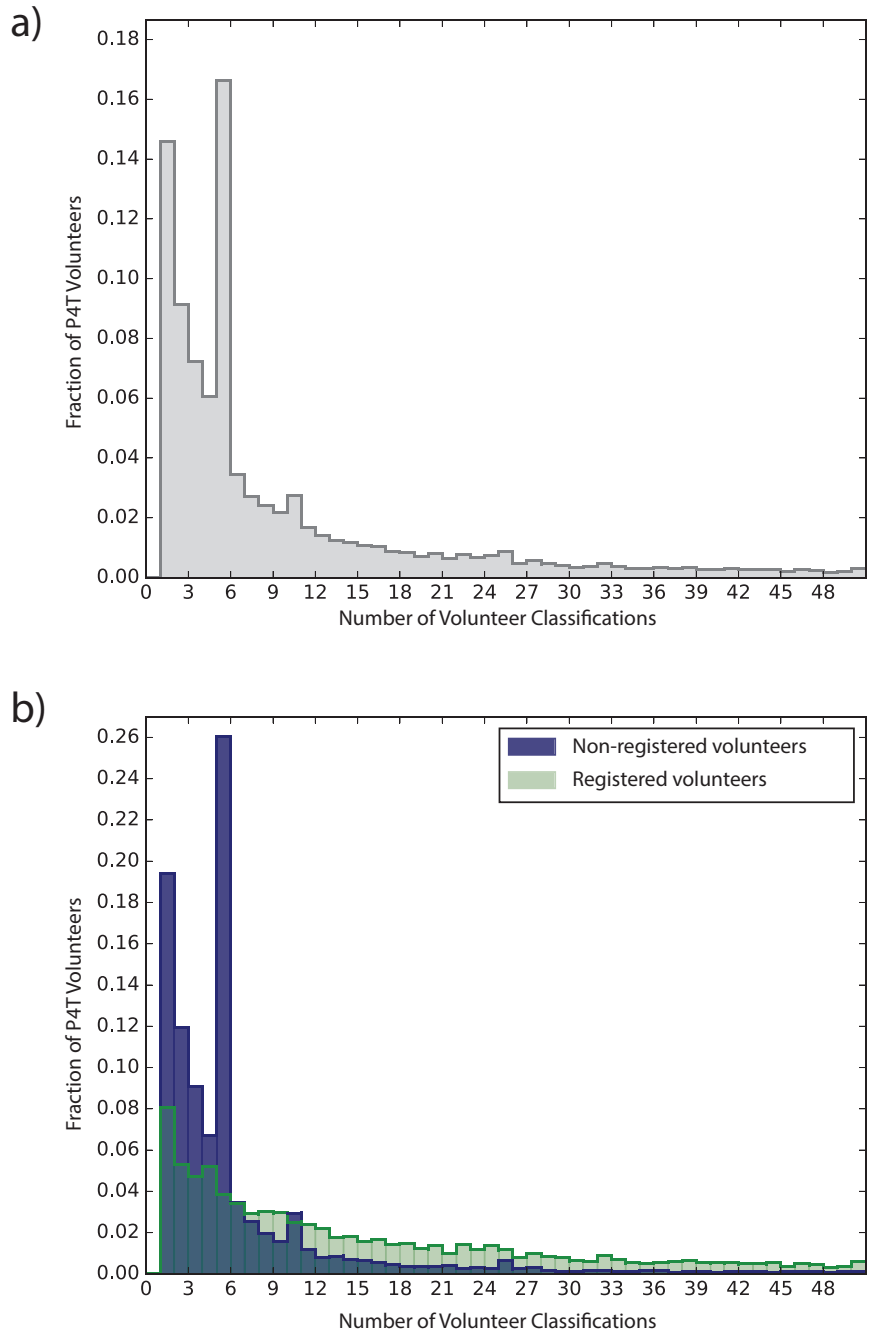 a)
0.18
0.16
0.14
0.12
0.10
0.08
0.06
0.04
0.02
0.00
Fraction of P4T Volunteers
0 3 6 9 12 15 18 21 24 27 30 33 36 39 42 45 48
Number of Volunteer Classifications
b)
0.26
0.24
0.22
0.20
0.18
0.16
0.14
0.12
0.10
0.08
0.06
0.04
0.02
0.00
Fraction of P4T Volunteers
Non-registered volunteers
Registered volunteers
0 3 6 9 12 15 18 21 24 27 30 33 36 39 42 45 48
Number of Volunteer Classifications